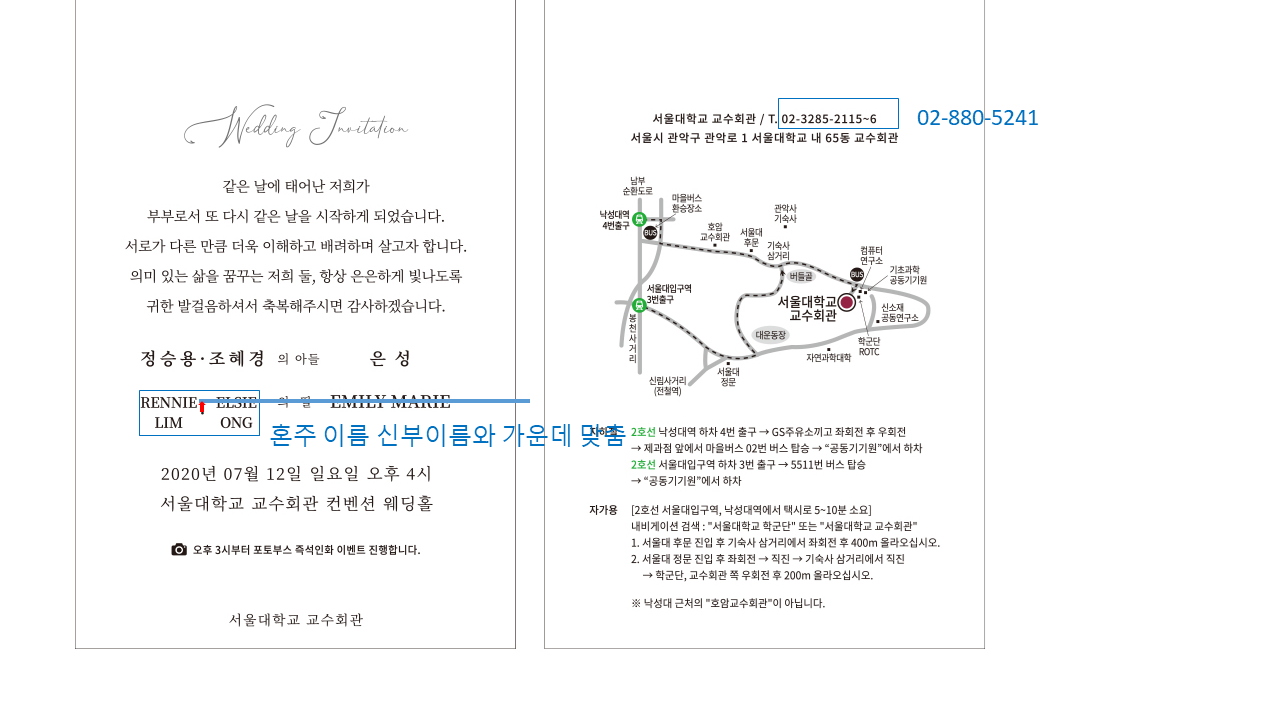 Wedding Invitation
같은 날에 태어난 저희가
부부로서 또 다시 같은 날을 시작하게 되었습니다.
서로가 다른 만큼 더욱 이해하고 배려하며 살고자 합니다.
의미 있는 삶을 꿈꾸는 저희 둘, 항상 은은하게 빛나도록
귀한 발걸음하셔서 축복해주시면 감사하겠습니다.
정승용·조혜경 의 아들 은 성
RENNIE· ELSIE 의 딸 EMILY MARIE
LIM ONG
혼주 이름 신부이름와 가운데 맞춤
2020년 07월 12일 일요일 오후 4시
서울대학교 교수회관 컨벤션 웨딩홀
오후 3시부터 포토부스 즉석인화 이벤트 진행합니다.
서울대학교 교수회관
서울대학교 교수회관 / T. 02-3285-2115~6
02-880-5241
서울시 관악구 관악로 1 서울대학교 내 65동 교수회관
남부
순환도로
마을버스
환승장소
낙성대역
4번출구
BUS
호암
교수회관
서울대
후문
관악사
기숙사
기숙사
삼거리
컴퓨터
연구소
BUS
기초과학
공동기기원
버들골
서울대입구역
3번출구
서울대학교
교수회관
신소재
공동연구소
봉천사거리
대운동장
학군단
ROTC
자연과학대학
서울대
정문
신림사거리
(전철역)
지하철 2호선 낙성대역 하차 4번 출구 → GS주유소끼고 좌회전 후 우회전
→ 제과점 앞에서 마을버스 02번 버스 탑승 → “공동기기원”에서 하차
2호선 서울대입구역 하차 3번 출구 → 5511번 버스 탑승
→ “공동기기원”에서 하차
자가용 [2호선 서울대입구역, 낙성대역에서 택시로 5~10분 소요]
내비게이션 검색 : "서울대학교 학군단" 또는 "서울대학교 교수회관"
1. 서울대 후문 진입 후 기숙사 삼거리에서 좌회전 후 400m 올라오십시오.
2. 서울대 정문 진입 후 좌회전 → 직진 → 기숙사 삼거리에서 직진
→ 학군단, 교수회관 쪽 우회전 후 200m 올라오십시오.
※ 낙성대 근처의 "호암교수회관"이 아닙니다.